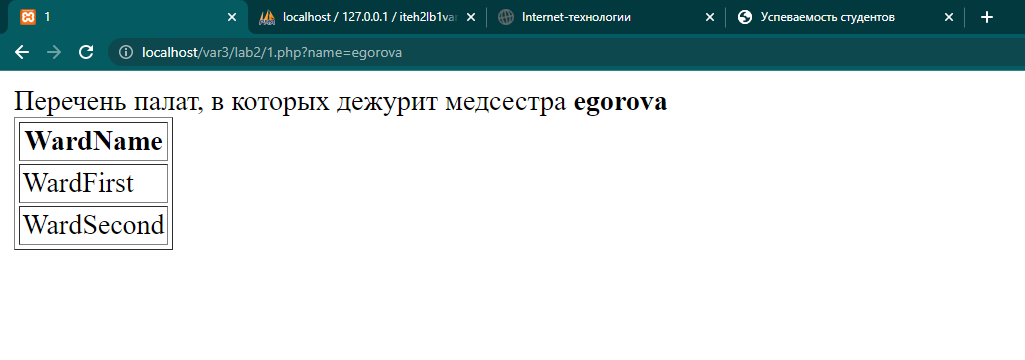 1
localhost / 127.0.0.1 / iteh2lb1var
Internet-технологии
Успеваемость студентов
localhost/var3/lab2/1.php?name=egorova
Перечень палат, в которых дежурит медсестра egorova
WardName
WardFirst
WardSecond